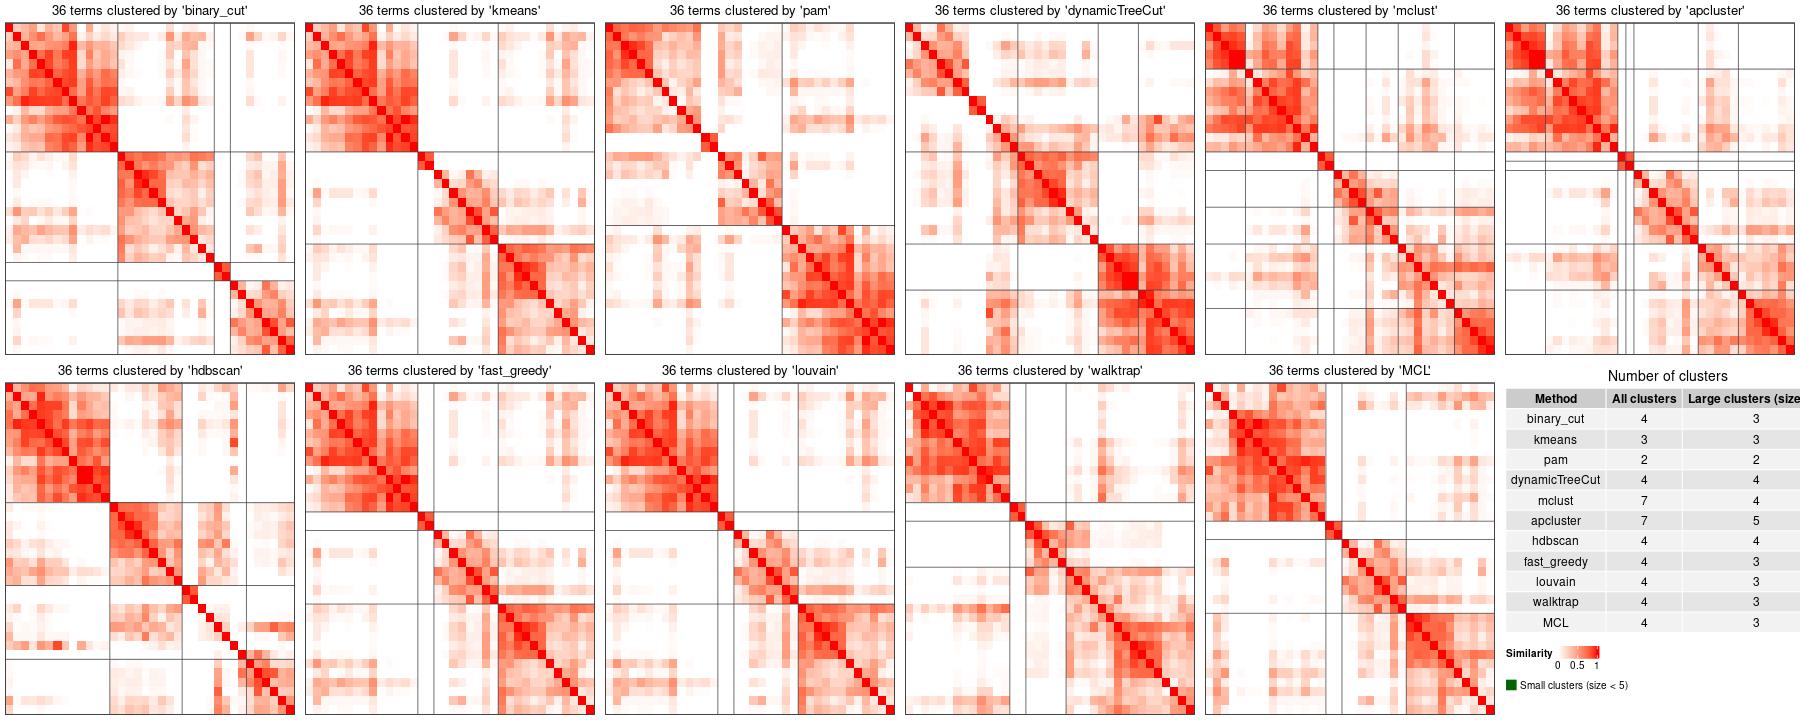 36 terms clustered by 'binary_cut'
36 terms clustered by 'kmeans'
36 terms clustered by 'pam'
36 terms clustered by 'dynamicTreeCut'
36 terms clustered by 'mclust'
36 terms clustered by 'apcluster'
36 terms clustered by 'hdbscan'
36 terms clustered by 'fast_greedy'
36 terms clustered by 'louvain'
36 terms clustered by 'walktrap'
36 terms clustered by 'MCL'
Number of clusters
Method All clusters Large clusters (size
binary_cut 4 3
kmeans 3 3
pam 2 2
dynamicTreeCut 4 4
mclust 7 4
apcluster 7 5
hdbscan 4 4
fast_greedy 4 3
louvain 4 3
walktrap 4 3
MCL 4 3
Similarity
0 0.5 1
Small clusters (size < 5)